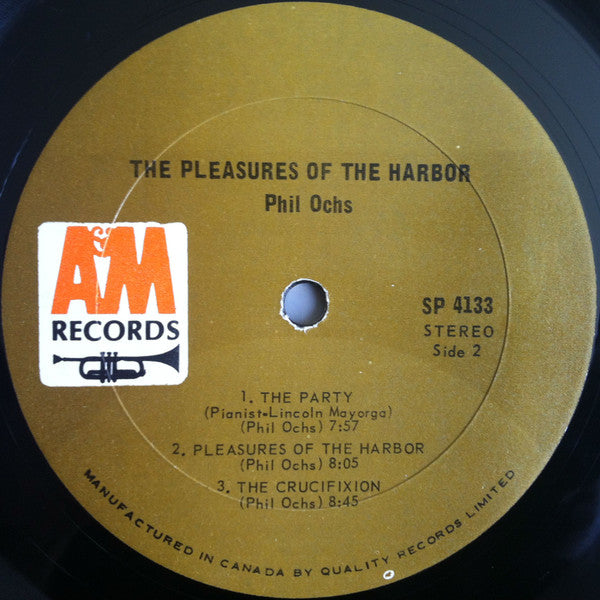 THE PLEASURES OF THE HARBOR
Phil Ochs
A&M
RECORDS
SP 4133
STEREO
Side 2
1. THE PARTY
(Pianist-Lincoln Mayorga)
(Phil Ochs) 7:57
2. PLEASURES OF THE HARBOR
(Phil Ochs) 8:05
3. THE CRUCIFIXION
(Phil Ochs) 8:45
MANUFACTURED IN CANADA BY QUALITY RECORDS LIMITED